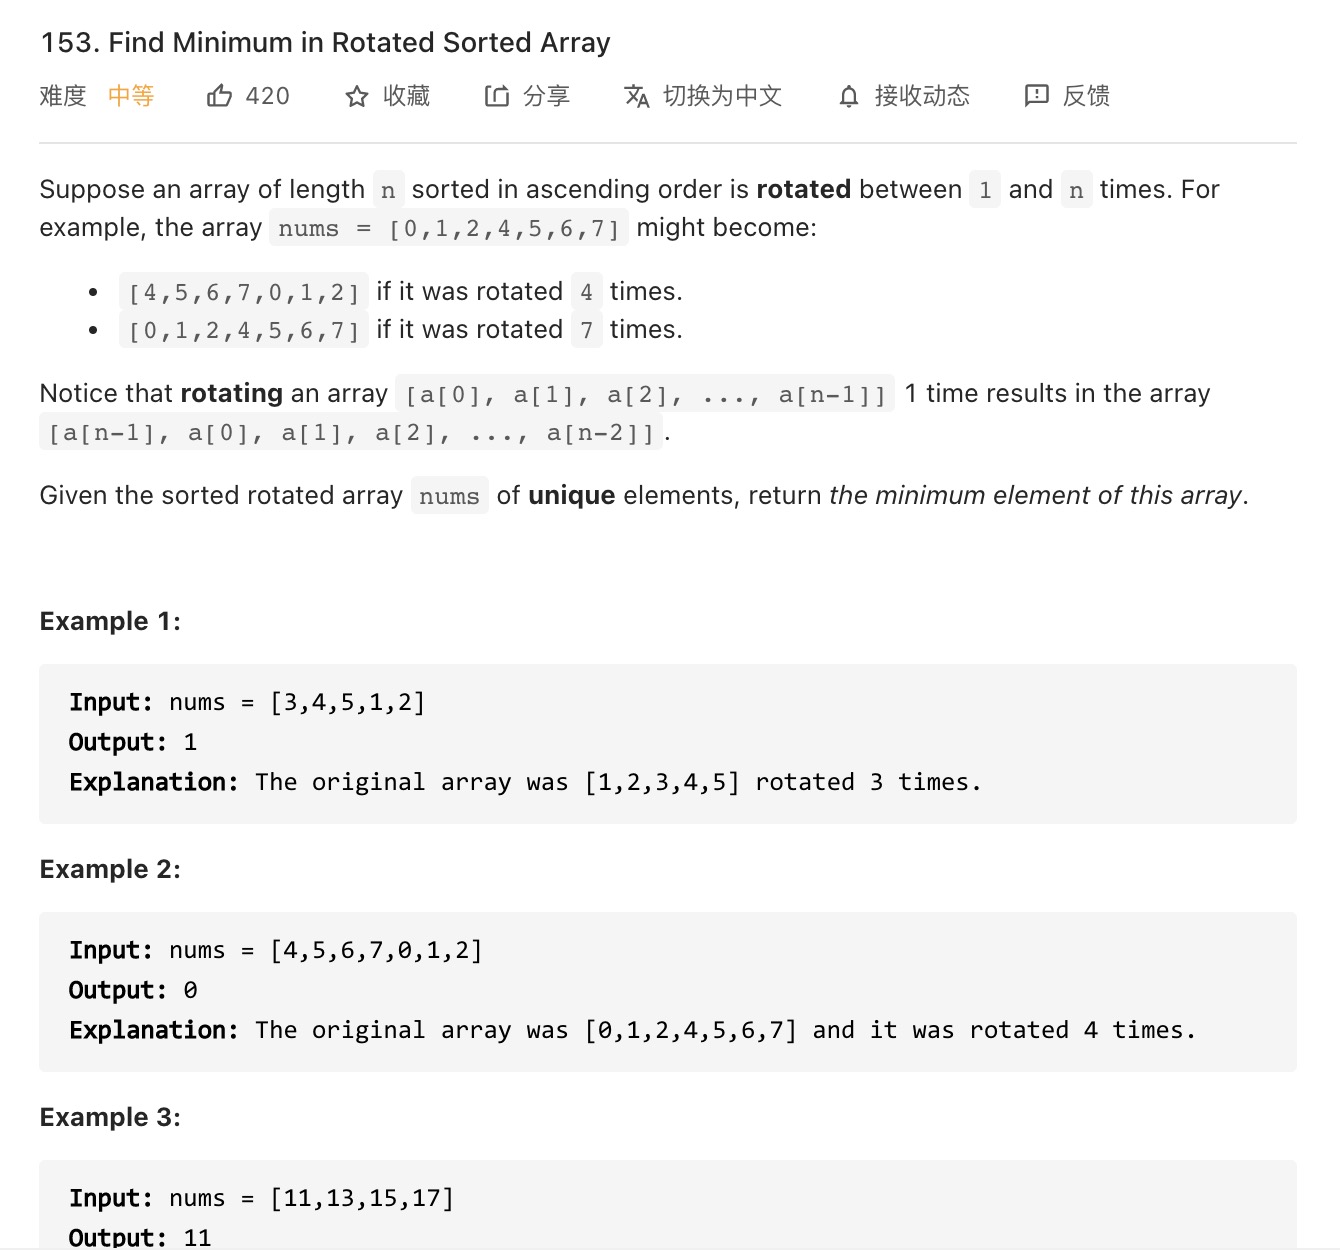 153. Find Minimum in Rotated Sorted Array
难度 中等 420 收藏 分享 切换为中文 接收动态 反馈
Suppose an array of length n sorted in ascending order is rotated between 1 and n times. For
example, the array nums = [0,1,2,4,5,6,7] might become:
• [4,5,6,7,0,1,2] if it was rotated 4 times.
• [0,1,2,4,5,6,7] if it was rotated 7 times.
Notice that rotating an array [a[0], a[1], a[2], ..., a[n-1]] 1 time results in the array
[a[n-1], a[0], a[1], a[2], ..., a[n-2]].
Given the sorted rotated array nums of unique elements, return the minimum element of this array.
Example 1:
Input: nums = [3,4,5,1,2]
Output: 1
Explanation: The original array was [1,2,3,4,5] rotated 3 times.
Example 2:
Input: nums = [4,5,6,7,0,1,2]
Output: 0
Explanation: The original array was [0,1,2,4,5,6,7] and it was rotated 4 times.
Example 3:
Input: nums = [11,13,15,17]
Output: 11